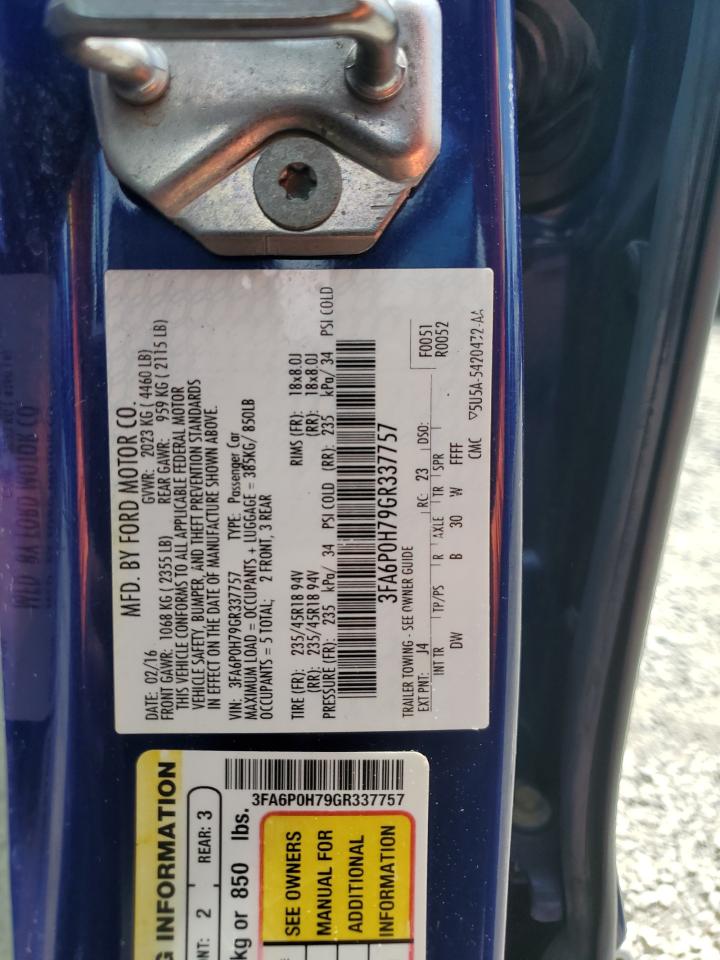 MFD. BY FORD MOTOR CO.
DATE: 02/16 GVWR: 2023 KG ( 4460 LB)
FRONT GAWR: 1068 KG ( 2355 LB) REAR GAWR: 959 KG ( 2115 LB)
THIS VEHICLE CONFORMS TO ALL APPLICABLE FEDERAL MOTOR
VEHICLE SAFETY, BUMPER, AND THEFT PREVENTION STANDARDS
IN EFFECT ON THE DATE OF MANUFACTURE SHOWN ABOVE.
VIN: 3FA6P0H79GR337757 TYPE: Passenger Car
MAXIMUM LOAD = OCCUPANTS + LUGGAGE = 385KG/ 850LB
OCCUPANTS = 5 TOTAL: 2 FRONT, 3 REAR
TIRE (FR): 235/45R18 94V RIMS (FR): 18x8.0J
(RR): 235/45R18 94V (RR): 18x8.0J
PRESSURE (FR): 235 kPa/ 34 PSI COLD (RR): 235 kPa/ 34 PSI COLD
3FA6P0H79GR337757
TRAILER TOWING - SEE OWNER GUIDE
F0051
R0052
EXT PNT: J4 RC: 23 DSO:
INT TR TP/PS R AXLE TR SPR
DW B 30 W FFFF
CMC ▽5U5A-5420472-AA
3FA6P0H79GR337757
G INFORMATION
NT: 2 REAR: 3
kg or 850 lbs.
SEE OWNERS
MANUAL FOR
ADDITIONAL
INFORMATION